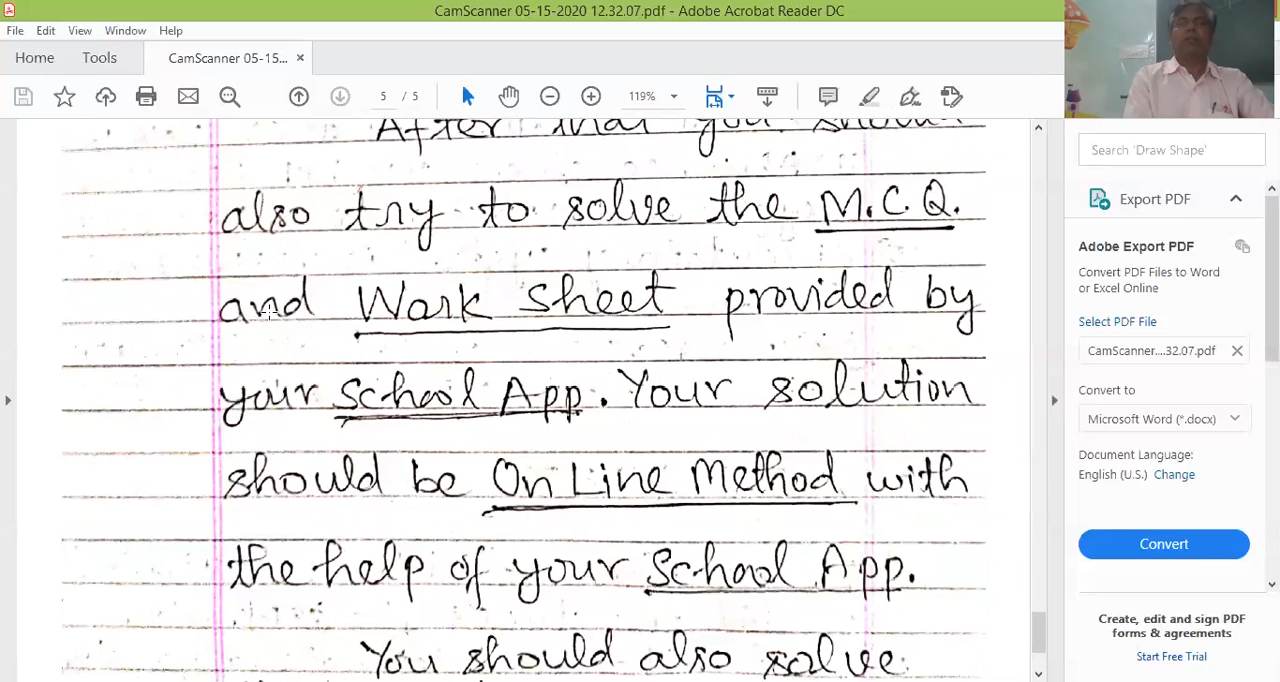 CamScanner 05-15-2020 12.32.07.pdf - Adobe Acrobat Reader DC
File Edit View Window Help
Home Tools CamScanner 05-15... ×
5 / 5 119%
After that you should
also try to solve the M.C.Q.
and Work Sheet provided by
your School App. Your solution
should be On Line Method with
the help of your School App.
You should also solve
Search 'Draw Shape'
Export PDF
Adobe Export PDF
Convert PDF Files to Word
or Excel Online
Select PDF File
CamScanner....32.07.pdf
Convert to
Microsoft Word (*.docx)
Document Language:
English (U.S.) Change
Convert
Create, edit and sign PDF
forms & agreements
Start Free Trial